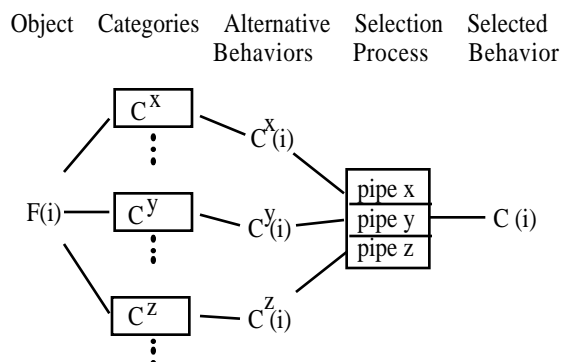 Object Categories Alternative Behaviors Selection Process Selected Behavior
C^x
C^x(i)
pipe x
F(i) C^y C^y(i) pipe y C (i)
pipe z
C^z C^z(i)